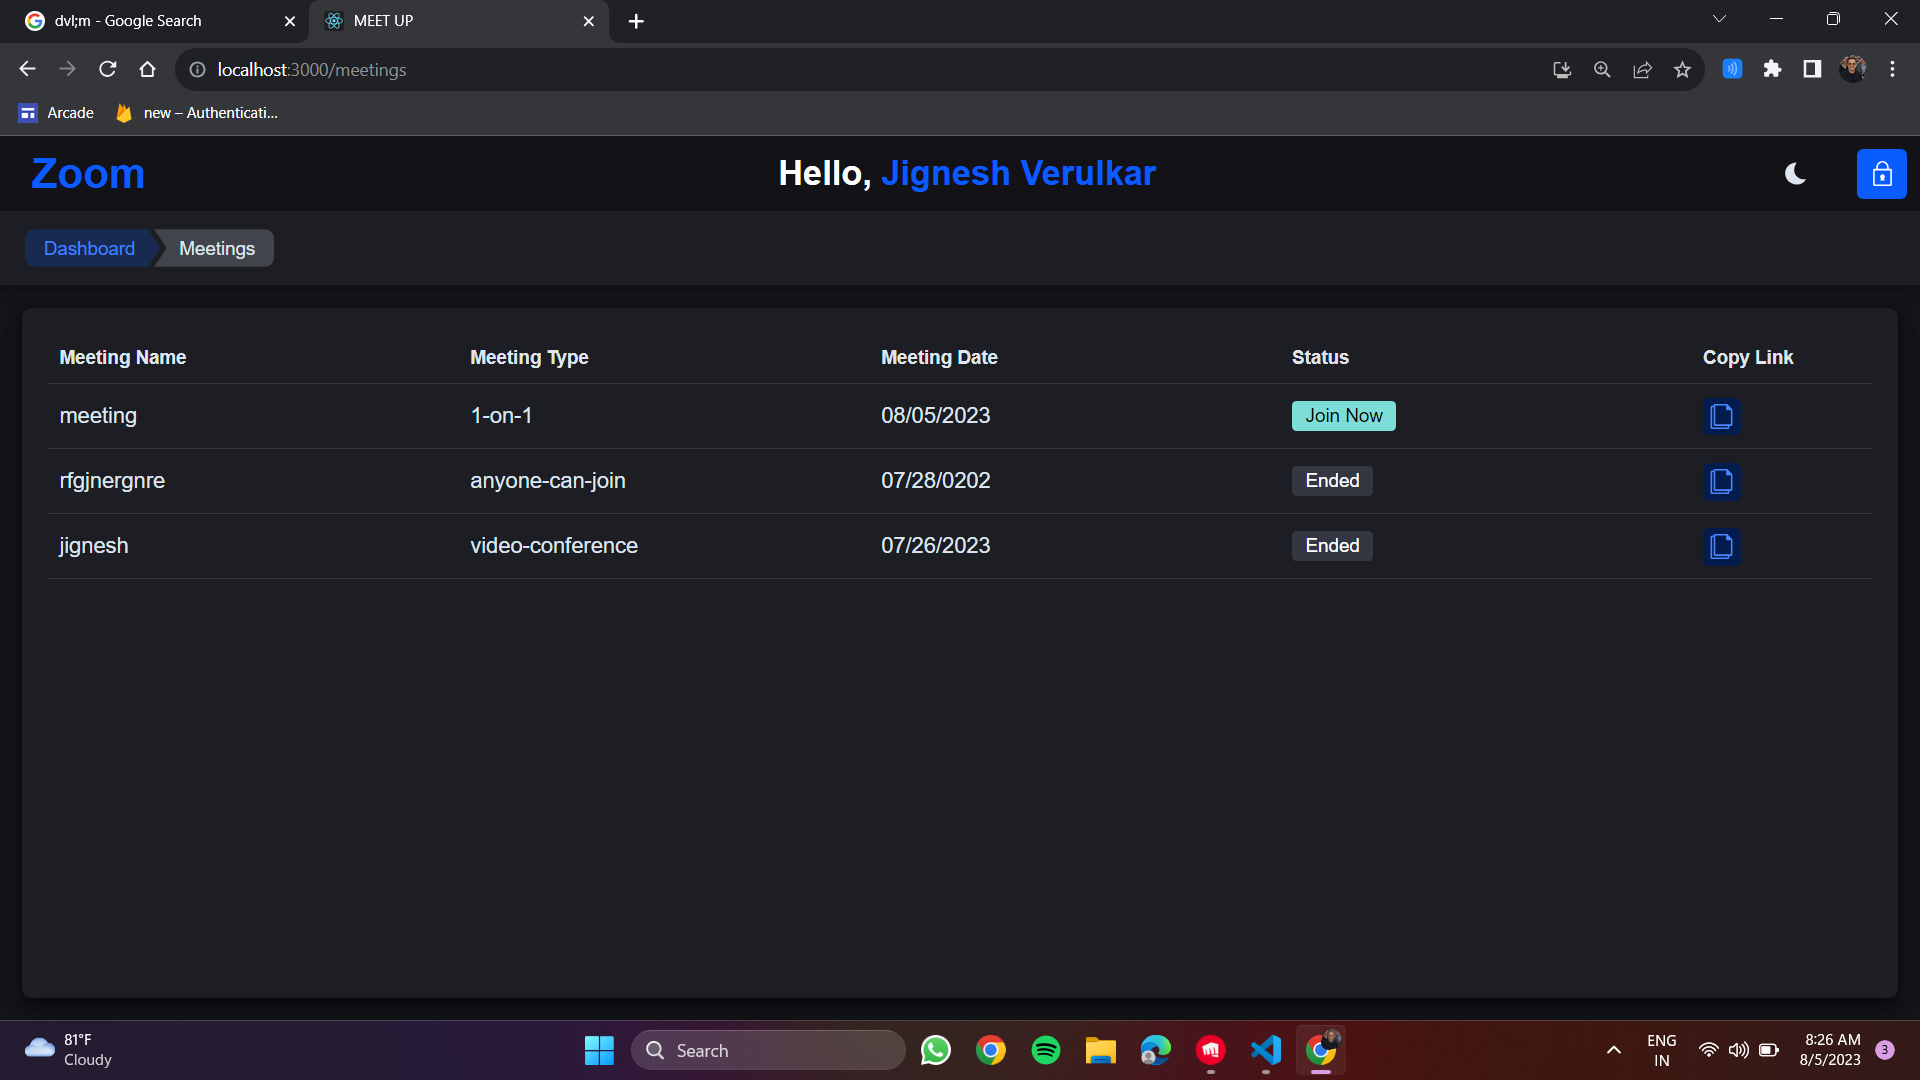 dvl;m - Google Search
MEET UP
localhost:3000/meetings
Arcade
new – Authenticati...
Zoom
Hello, Jignesh Verulkar
Dashboard
Meetings
Meeting Name Meeting Type Meeting Date Status Copy Link
meeting 1-on-1 08/05/2023 Join Now
rfgjnergnre anyone-can-join 07/28/0202 Ended
jignesh video-conference 07/26/2023 Ended
81°F
Cloudy
Search
ENG
IN
8:26 AM
8/5/2023
3